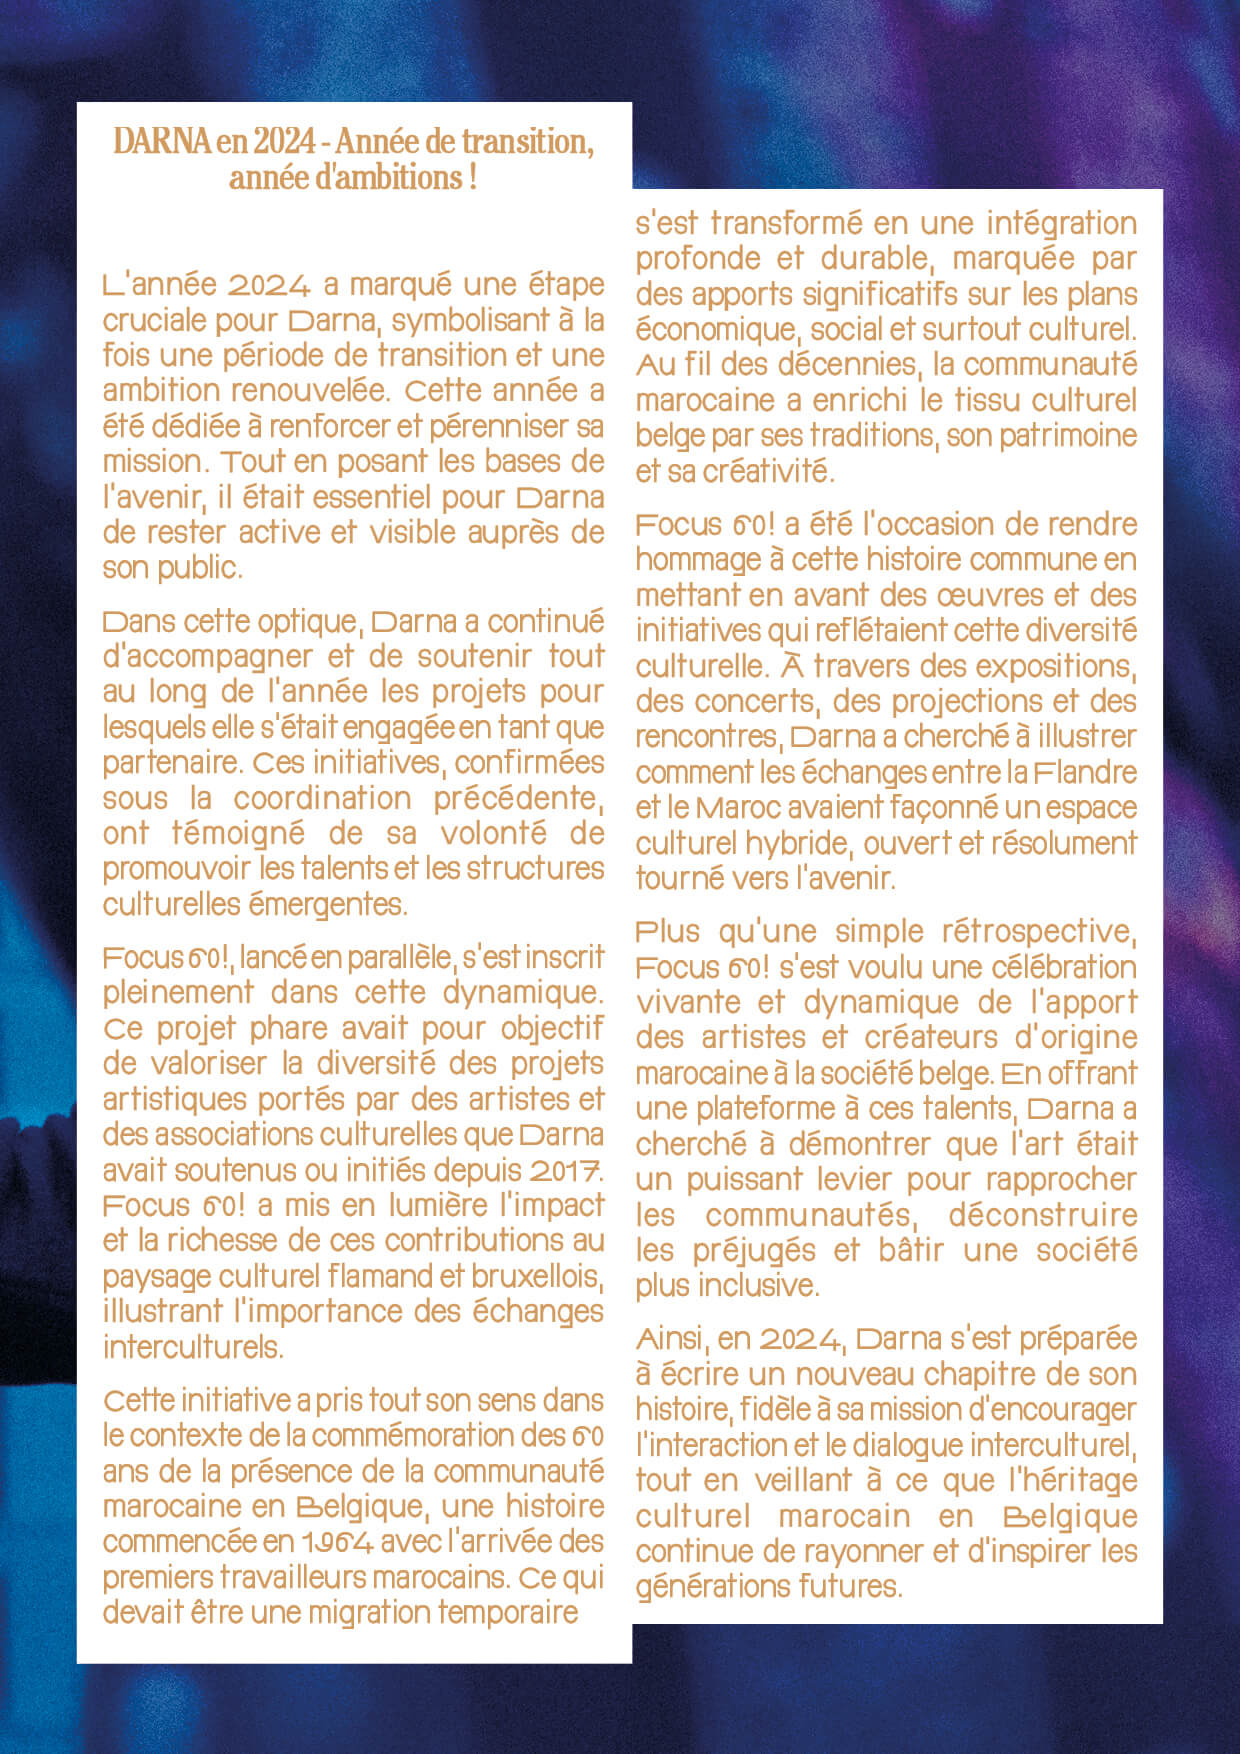 DARNA en 2024 - Année de transition,
année d'ambitions !
L'année 2024 a marqué une étape
cruciale pour Darna, symbolisant à la
fois une période de transition et une
ambition renouvelée. Cette année a
été dédiée à renforcer et pérenniser sa
mission. Tout en posant les bases de
l'avenir, il était essentiel pour Darna
de rester active et visible auprès de
son public.
Dans cette optique, Darna a continué
d'accompagner et de soutenir tout
au long de l'année les projets pour
lesquels elle s'était engagée en tant que
partenaire. Ces initiatives, confirmées
sous la coordination précédente,
ont témoigné de sa volonté de
promouvoir les talents et les structures
culturelles émergentes.
Focus 60!, lancé en parallèle, s'est inscrit
pleinement dans cette dynamique.
Ce projet phare avait pour objectif
de valoriser la diversité des projets
artistiques portés par des artistes et
des associations culturelles que Darna
avait soutenus ou initiés depuis 2017.
Focus 60! a mis en lumière l'impact
et la richesse de ces contributions au
paysage culturel flamand et bruxellois,
illustrant l'importance des échanges
interculturels.
Cette initiative a pris tout son sens dans
le contexte de la commémoration des 60
ans de la présence de la communauté
marocaine en Belgique, une histoire
commencée en 1964 avec l'arrivée des
premiers travailleurs marocains. Ce qui
devait être une migration temporaire
s'est transformé en une intégration
profonde et durable, marquée par
des apports significatifs sur les plans
économique, social et surtout culturel.
Au fil des décennies, la communauté
marocaine a enrichi le tissu culturel
belge par ses traditions, son patrimoine
et sa créativité.
Focus 60! a été l'occasion de rendre
hommage à cette histoire commune en
mettant en avant des œuvres et des
initiatives qui reflétaient cette diversité
culturelle. À travers des expositions,
des concerts, des projections et des
rencontres, Darna a cherché à illustrer
comment les échanges entre la Flandre
et le Maroc avaient façonné un espace
culturel hybride, ouvert et résolument
tourné vers l'avenir.
Plus qu'une simple rétrospective,
Focus 60! s'est voulu une célébration
vivante et dynamique de l'apport
des artistes et créateurs d'origine
marocaine à la société belge. En offrant
une plateforme à ces talents, Darna a
cherché à démontrer que l'art était
un puissant levier pour rapprocher
les communautés, déconstruire
les préjugés et bâtir une société
plus inclusive.
Ainsi, en 2024, Darna s'est préparée
à écrire un nouveau chapitre de son
histoire, fidèle à sa mission d'encourager
l'interaction et le dialogue interculturel,
tout en veillant à ce que l'héritage
culturel marocain en Belgique
continue de rayonner et d'inspirer les
générations futures.